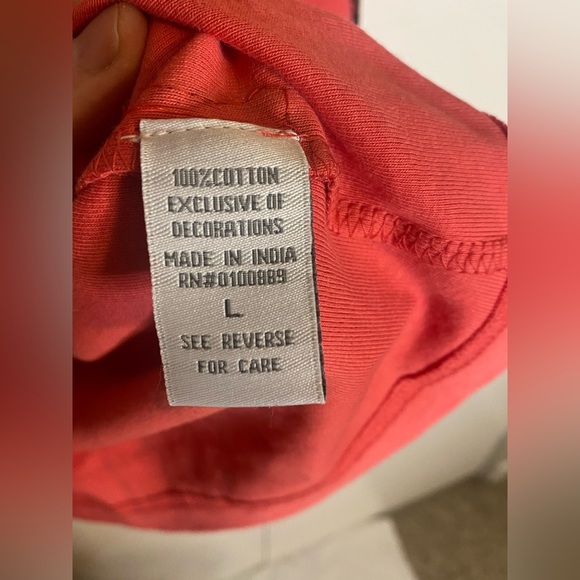 100%COTTON
EXCLUSIVE OF
DECORATIONS
MADE IN INDIA
RN#0100889
L
SEE REVERSE
FOR CARE